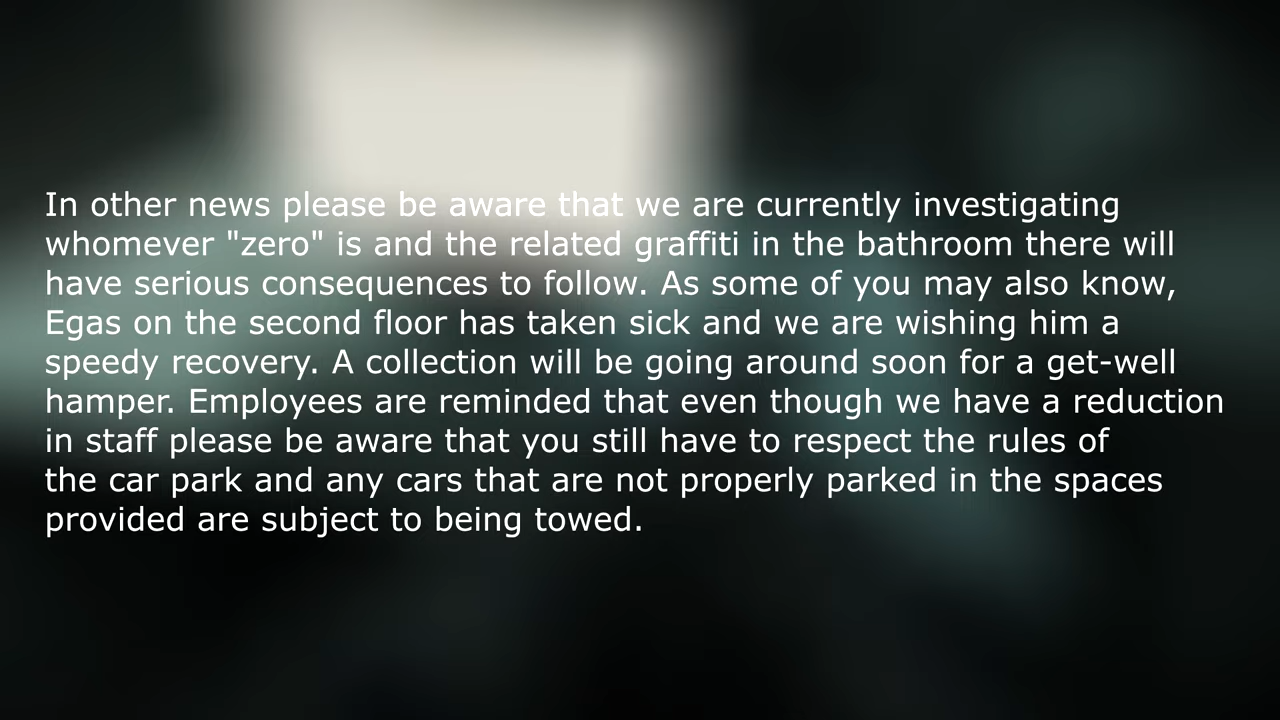 In other news please be aware that we are currently investigating
whomever "zero" is and the related graffiti in the bathroom there will
have serious consequences to follow. As some of you may also know,
Egas on the second floor has taken sick and we are wishing him a
speedy recovery. A collection will be going around soon for a get-well
hamper. Employees are reminded that even though we have a reduction
in staff please be aware that you still have to respect the rules of
the car park and any cars that are not properly parked in the spaces
provided are subject to being towed.